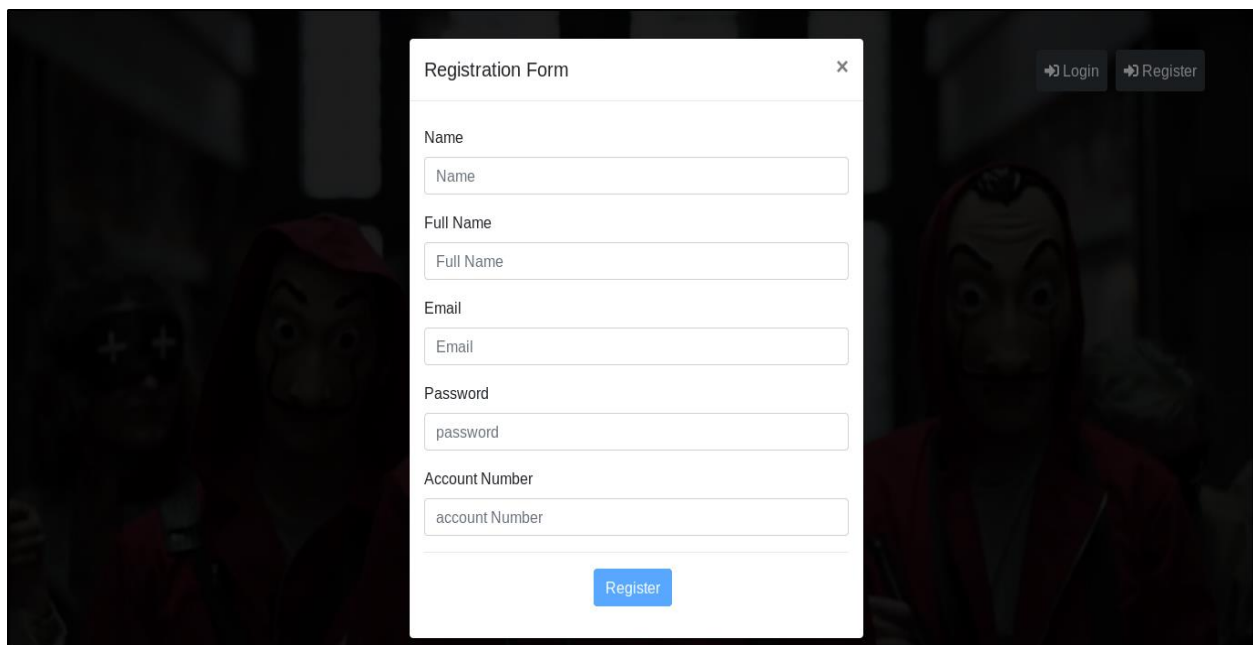 Registration Form ×
Login Register
Name
Name
Full Name
Full Name
Email
Email
Password
password
Account Number
account Number
Register